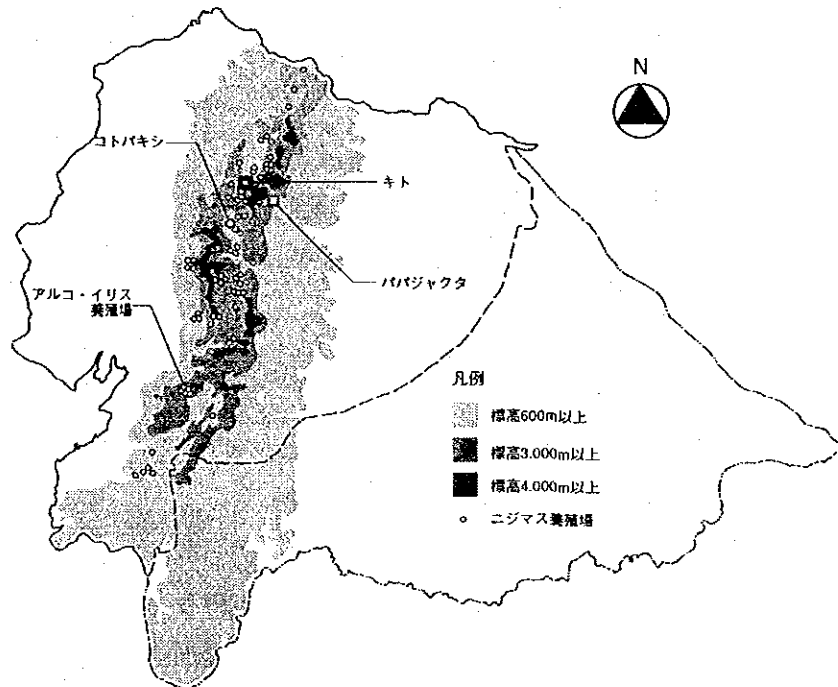 N
コトパキシ
キト
パパジャクタ
アルコ・イリス
養殖場
凡例
標高600m以上
標高3.000m以上
標高4.000m以上
ニジマス養殖場